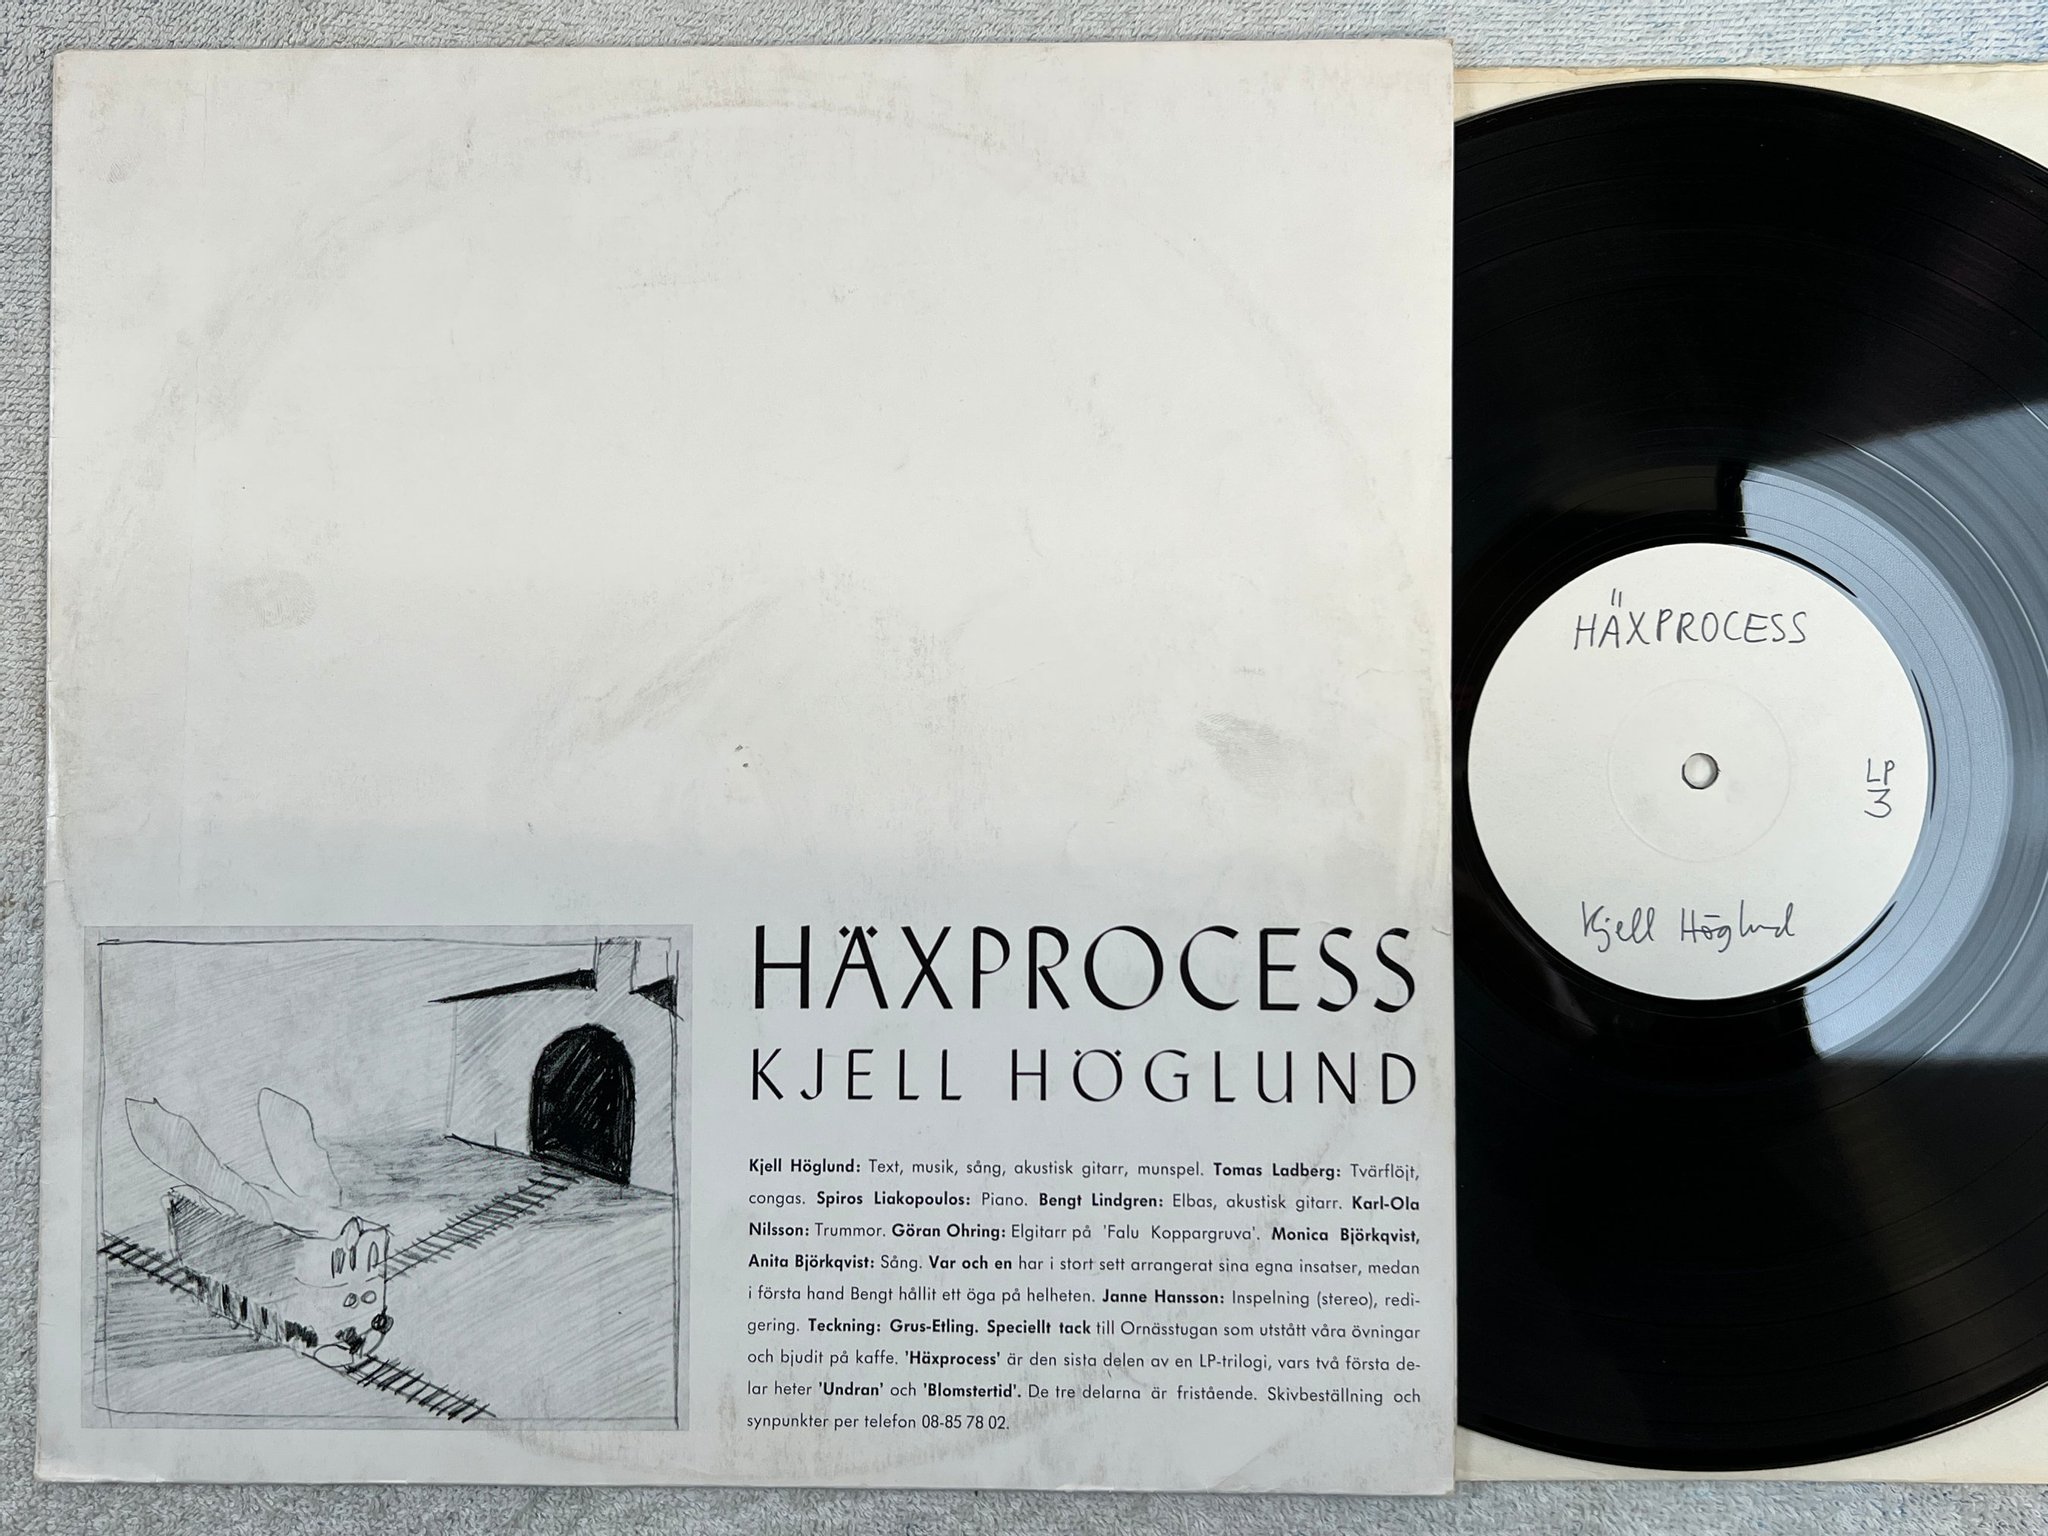 HÄXPROCESS
KJELL HÖGLUND
Kjell Höglund: Text, musik, sång, akustisk gitarr, munspel. Tomas Ladberg: Tvärflöjt,
congas. Spiros Liakopoulos: Piano. Bengt Lindgren: Elbas, akustisk gitarr. Karl-Ola
Nilsson: Trummor. Göran Ohring: Elgitarr på 'Falu Koppargruva'. Monica Björkqvist,
Anita Björkqvist: Sång. Var och en har i stort sett arrangerat sina egna insatser, medan
i första hand Bengt hållit ett öga på helheten. Janne Hansson: Inspelning (stereo), redi-
gering. Teckning: Grus-Etling. Speciellt tack till Ornässtugan som utstått våra övningar
och bjudit på kaffe. 'Häxprocess' är den sista delen av en LP-trilogi, vars två första de-
lar heter 'Undran' och 'Blomstertid'. De tre delarna är fristående. Skivbeställning och
synpunkter per telefon 08-85 78 02.
HÄXPROCESS
LP
3
Kjell Höglund